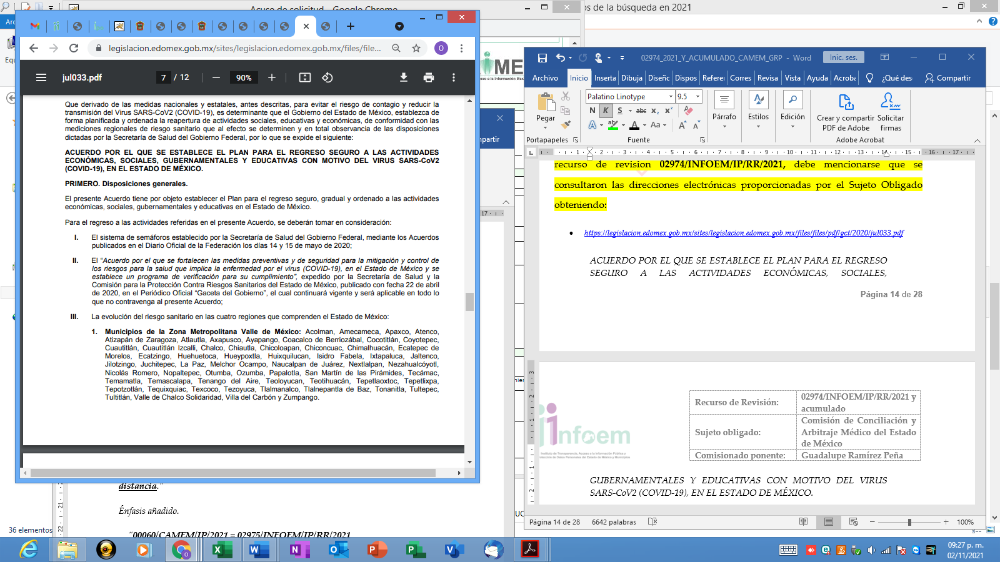 Acuse de solicitud - Google Chrome
os de la búsqueda en 2021
legislacion.edomex.gob.mx/sites/legislacion.edomex.gob.mx/files/file...
jul033.pdf
7 / 12
90%
Que derivado de las medidas nacionales y estatales, antes descritas, para evitar el riesgo de contagio y reducir la
transmisión del Virus SARS-CoV2 (COVID-19), es determinante que el Gobierno del Estado de México, establezca de
forma planificada y ordenada la reapertura de actividades sociales, educativas y económicas, de conformidad con las
mediciones regionales de riesgo sanitario que al efecto se determinen y en total observancia de las disposiciones
dictadas por la Secretaría de Salud del Gobierno Federal, por lo que se expide el siguiente:
ACUERDO POR EL QUE SE ESTABLECE EL PLAN PARA EL REGRESO SEGURO A LAS ACTIVIDADES
ECONÓMICAS, SOCIALES, GUBERNAMENTALES Y EDUCATIVAS CON MOTIVO DEL VIRUS SARS-CoV2
(COVID-19), EN EL ESTADO DE MÉXICO.
PRIMERO. Disposiciones generales.
El presente Acuerdo tiene por objeto establecer el Plan para el regreso seguro, gradual y ordenado a las actividades
económicas, sociales, gubernamentales y educativas en el Estado de México.
Para el regreso a las actividades referidas en el presente Acuerdo, se deberán tomar en consideración:
I. El sistema de semáforos establecido por la Secretaría de Salud del Gobierno Federal, mediante los Acuerdos
publicados en el Diario Oficial de la Federación los días 14 y 15 de mayo de 2020;
II. El “Acuerdo por el que se fortalecen las medidas preventivas y de seguridad para la mitigación y control de
los riesgos para la salud que implica la enfermedad por el virus (COVID-19), en el Estado de México y se
establece un programa de verificación para su cumplimiento”, expedido por la Secretaría de Salud y la
Comisión para la Protección Contra Riesgos Sanitarios del Estado de México, publicado con fecha 22 de abril
de 2020, en el Periódico Oficial “Gaceta del Gobierno”, el cual continuará vigente y será aplicable en todo lo
que no contravenga al presente Acuerdo;
III. La evolución del riesgo sanitario en las cuatro regiones que comprenden el Estado de México:
1. Municipios de la Zona Metropolitana Valle de México: Acolman, Amecameca, Apaxco, Atenco,
Atizapán de Zaragoza, Atlautla, Axapusco, Ayapango, Coacalco de Berriozábal, Cocotitlán, Coyotepec,
Cuautitlán, Cuautitlán Izcalli, Chalco, Chiautla, Chicoloapan, Chiconcuac, Chimalhuacán, Ecatepec de
Morelos, Ecatzingo, Huehuetoca, Hueypoxtla, Huixquilucan, Isidro Fabela, Ixtapaluca, Jaltenco,
Jilotzingo, Juchitepec, La Paz, Melchor Ocampo, Naucalpan de Juárez, Nextlalpan, Nezahualcóyotl,
Nicolás Romero, Nopaltepec, Otumba, Ozumba, Papalotla, San Martín de las Pirámides, Tecámac,
Temamatla, Temascalapa, Tenango del Aire, Teoloyucan, Teotihuacán, Tepetlaoxtoc, Tepetlixpa,
Tepotzotlán, Tequixquiac, Texcoco, Tezoyuca, Tlalmanalco, Tlalnepantla de Baz, Tonanitla, Tultepec,
Tultitlán, Valle de Chalco Solidaridad, Villa del Carbón y Zumpango.
distancia.”
Énfasis añadido.
“00060/CAMEM/IP/2021 = 02975/INFOEM/IP/RR/2021
36 elementos
02974_2021_Y_ACUMULADO_CAMEM_GRP - Word
Inic. ses.
Archivo Inicio Inserta Dibuja Diseñc Dispos Referer Corres Revisa Vista Ayuda Acroba ¿Qué des Compartir
Palatino Linotype 9.5
Pegar
N K S abc x₂ x²
Párrafo Estilos Edición
Crear y compartir PDF de Adobe
Solicitar firmas
Portapapeles Fuente Adobe Acrobat
recurso de revision 02974/INFOEM/IP/RR/2021, debe mencionarse que se
consultaron las direcciones electrónicas proporcionadas por el Sujeto Obligado
obteniendo:
• https://legislacion.edomex.gob.mx/sites/legislacion.edomex.gob.mx/files/files/pdf/gct/2020/jul033.pdf
ACUERDO POR EL QUE SE ESTABLECE EL PLAN PARA EL REGRESO
SEGURO A LAS ACTIVIDADES ECONÓMICAS, SOCIALES,
Página 14 de 28
infoem
Recurso de Revisión: 02974/INFOEM/IP/RR/2021 y
acumulado
Sujeto obligado: Comisión de Conciliación y
Arbitraje Médico del Estado
de México
Comisionado ponente: Guadalupe Ramírez Peña
GUBERNAMENTALES Y EDUCATIVAS CON MOTIVO DEL VIRUS
SARS-CoV2 (COVID-19), EN EL ESTADO DE MÉXICO.
Página 14 de 28 6642 palabras 100%
09:27 p. m.
02/11/2021